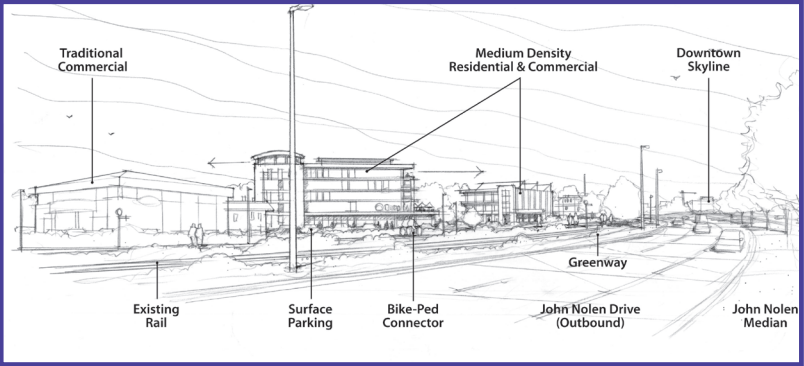 Traditional
Commercial
Medium Density
Residential & Commercial
Downtown
Skyline
Greenway
Existing
Rail
Surface
Parking
Bike-Ped
Connector
John Nolen Drive
(Outbound)
John Nolen
Median